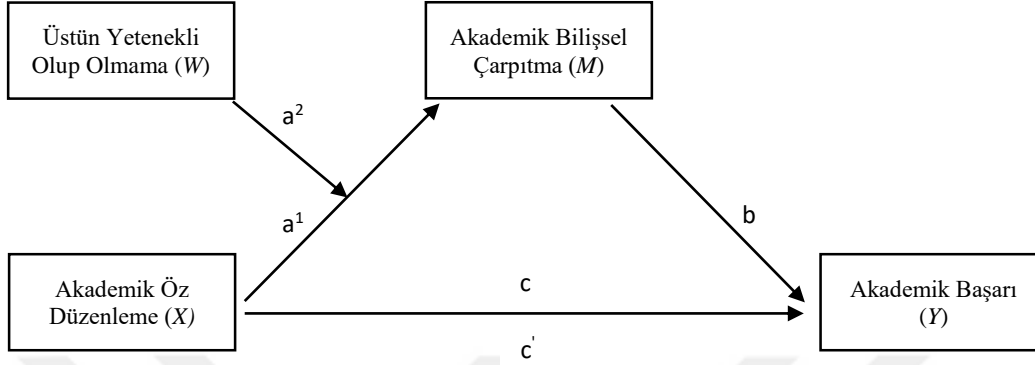 Üstün Yetenekli
Olup Olmama (W)
Akademik Bilişsel
Çarpıtma (M)
a²
a¹
b
Akademik Öz
Düzenleme (X)
c
c'
Akademik Başarı
(Y)